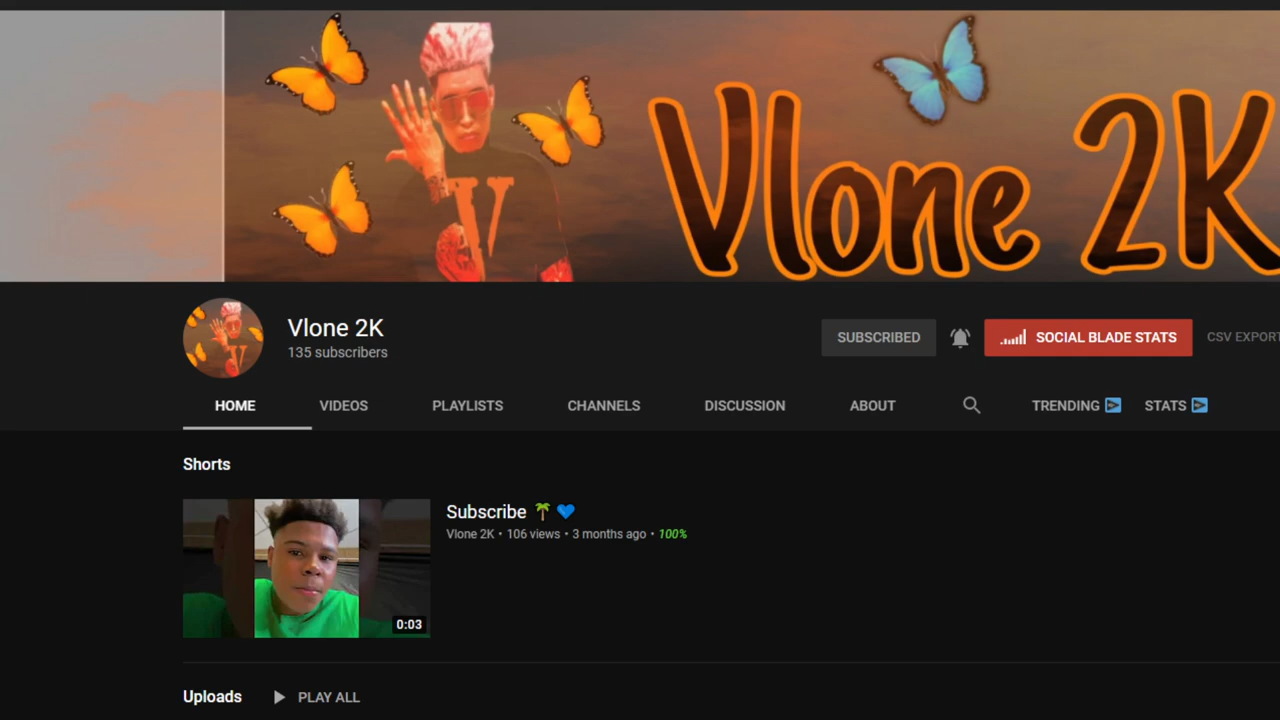 Vlone 2K
V
Vlone 2K
135 subscribers
SUBSCRIBED
SOCIAL BLADE STATS
CSV EXPORT
HOME VIDEOS PLAYLISTS CHANNELS DISCUSSION ABOUT TRENDING STATS
Shorts
Subscribe 🌴 💙
Vlone 2K • 106 views • 3 months ago • 100%
0:03
Uploads PLAY ALL